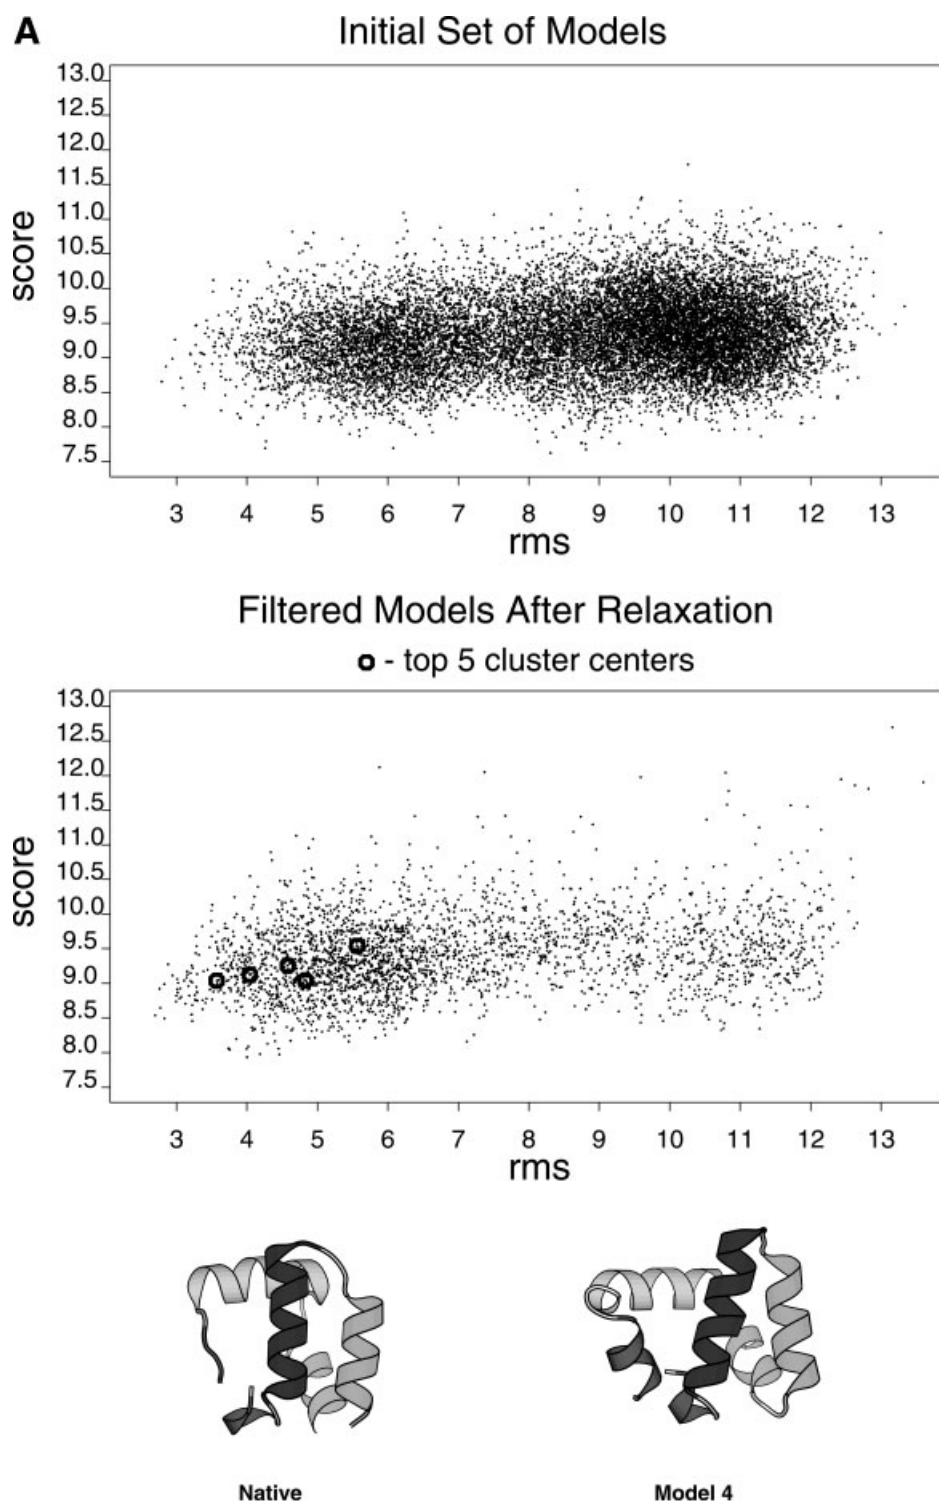 A
Initial Set of Models
13.0
12.5
12.0
11.5
11.0
10.5
10.0
9.5
9.0
8.5
8.0
7.5
score
3 4 5 6 7 8 9 10 11 12 13
rms
Filtered Models After Relaxation
o - top 5 cluster centers
13.0
12.5
12.0
11.5
11.0
10.5
10.0
9.5
9.0
8.5
8.0
7.5
score
3 4 5 6 7 8 9 10 11 12 13
rms
Native Model 4